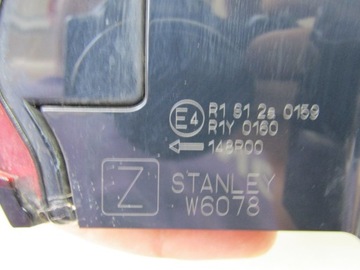 E4 R1 S1 2a 0159
R1Y 0160
← 148R00
Z STANLEY
W6078